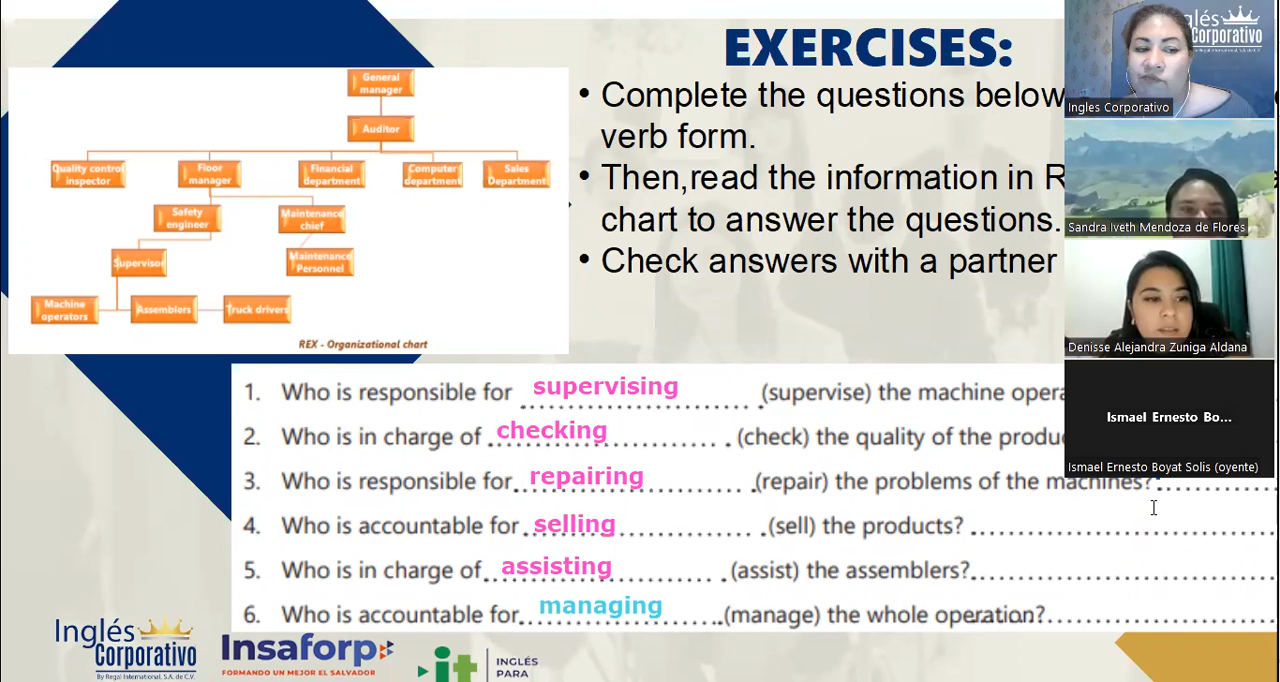 EXERCISES:
• Complete the questions below
verb form.
• Then,read the information in R
chart to answer the questions.
• Check answers with a partner
General
manager
Auditor
Quality control
inspector
Floor
manager
Financial
department
Computer
department
Sales
Department
Safety
engineer
Maintenance
chief
Supervisor
Maintenance
Personnel
Machine
operators
Assemblers
Truck drivers
REX - Organizational chart
1. Who is responsible for supervising (supervise) the machine opera
2. Who is in charge of checking (check) the quality of the produc
3. Who is responsible for repairing (repair) the problems of the machines?
4. Who is accountable for selling (sell) the products?
5. Who is in charge of assisting (assist) the assemblers?
6. Who is accountable for managing (manage) the whole operation?
Inglés
Corporativo
By Regal International, S.A. de C.V.
Insaforp
FORMANDO UN MEJOR EL SALVADOR
it
INGLÉS
PARA
glés
Corporativo
Ingles Corporativo
Sandra Iveth Mendoza de Flores
Denisse Alejandra Zuniga Aldana
Ismael Ernesto Bo...
Ismael Ernesto Boyat Solis (oyente)